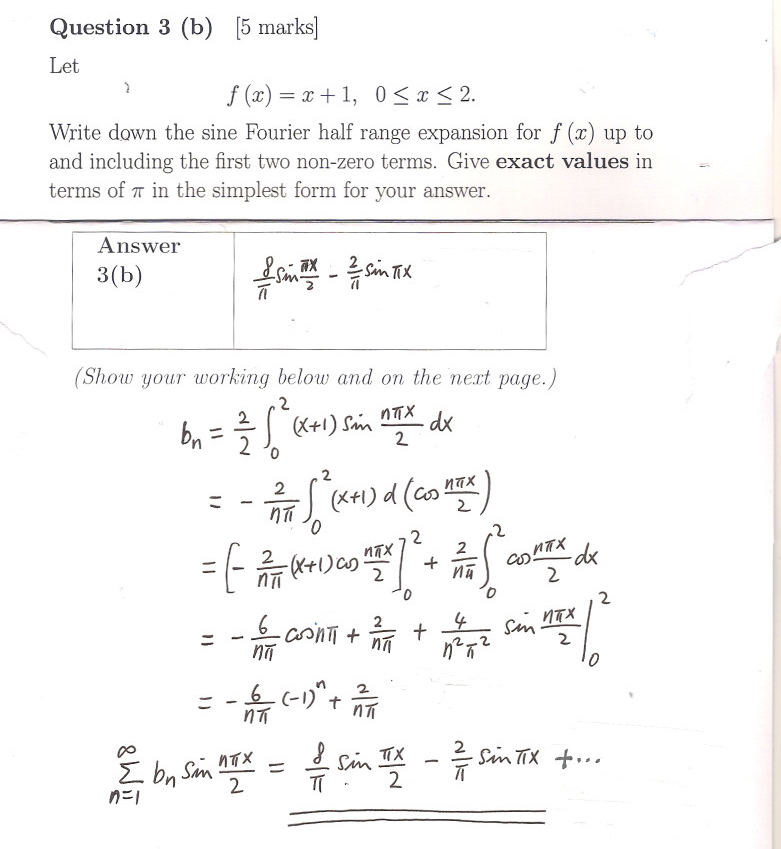 Question 3 (b) [5 marks]
Let
f (x) = x + 1, 0 ≤ x ≤ 2.
Write down the sine Fourier half range expansion for f (x) up to
and including the first two non-zero terms. Give exact values in
terms of π in the simplest form for your answer.
Answer
3(b)
8/π sin πx/2 - 2/π sin πx
(Show your working below and on the next page.)
bn = 2/2 ∫₀² (x+1) sin nπx/2 dx
= - 2/nπ ∫₀² (x+1) d (cos nπx/2)
= [- 2/nπ (x+1) cos nπx/2]₀² + 2/nπ ∫₀² cos nπx/2 dx
= - 6/nπ cos nπ + 2/nπ + 4/n²π² sin nπx/2 |₀²
= - 6/nπ (-1)ⁿ + 2/nπ
∞ Σ n=1 bn sin nπx/2 = 8/π sin πx/2 - 2/π sin πx + ...